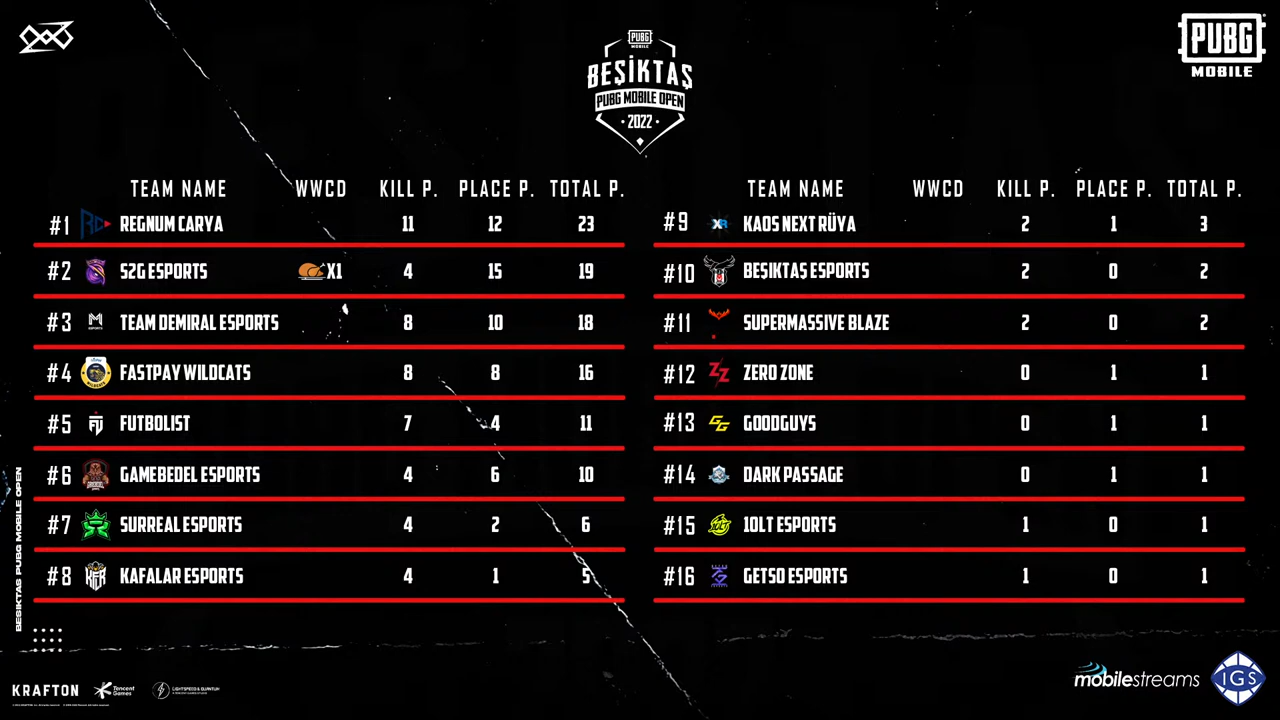 PUBG
MOBILE
BEŞİKTAŞ
PUBG MOBILE OPEN
2022
PUBG
MOBILE
TEAM NAME WWCD KILL P. PLACE P. TOTAL P.
#1 REGNUM CARYA 11 12 23
#2 S2G ESPORTS X1 4 15 19
#3 TEAM DEMIRAL ESPORTS 8 10 18
#4 FASTPAY WILDCATS 8 8 16
#5 FUTBOLIST 7 4 11
#6 GAMEBEDEL ESPORTS 4 6 10
#7 SURREAL ESPORTS 4 2 6
#8 KAFALAR ESPORTS 4 1 5
TEAM NAME WWCD KILL P. PLACE P. TOTAL P.
#9 KAOS NEXT RÜYA 2 1 3
#10 BEŞIKTAŞ ESPORTS 2 0 2
#11 SUPERMASSIVE BLAZE 2 0 2
#12 ZERO ZONE 0 1 1
#13 GOODGUYS 0 1 1
#14 DARK PASSAGE 0 1 1
#15 1OLT ESPORTS 1 0 1
#16 GETSO ESPORTS 1 0 1
BESIKTAS PUBG MOBILE OPEN
KRAFTON
Tencent
Games
LIGHTSPEED & QUANTUM
mobilestreams
IGS